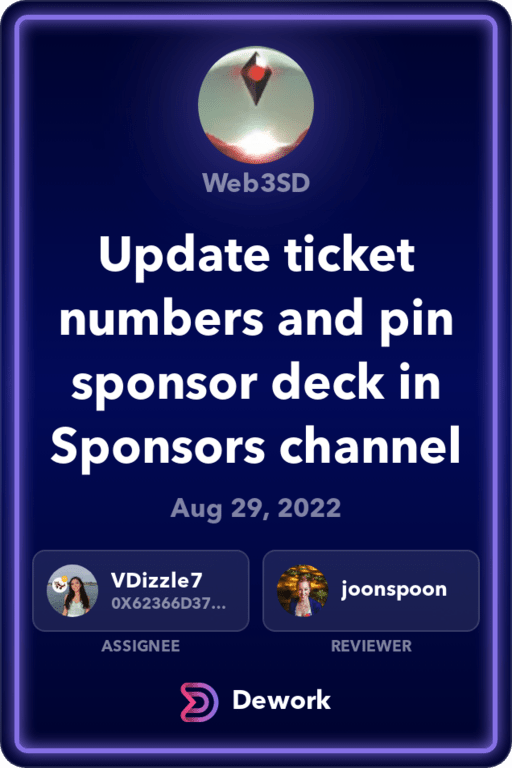 Web3SD
Update ticket
numbers and pin
sponsor deck in
Sponsors channel
Aug 29, 2022
VDizzle7
0X62366D37...
ASSIGNEE
joonspoon
REVIEWER
Dework